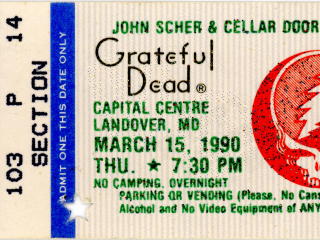 103 P 14
SECTION
ADMIT ONE THIS DATE ONLY
JOHN SCHER & CELLAR DOOR
Grateful
Dead ®
CAPITAL CENTRE
LANDOVER, MD
MARCH 15, 1990
THU. ★ 7:30 PM
NO CAMPING, OVERNIGHT
PARKING OR VENDING (Please, No Cans
Alcohol and No Video Equipment of ANY